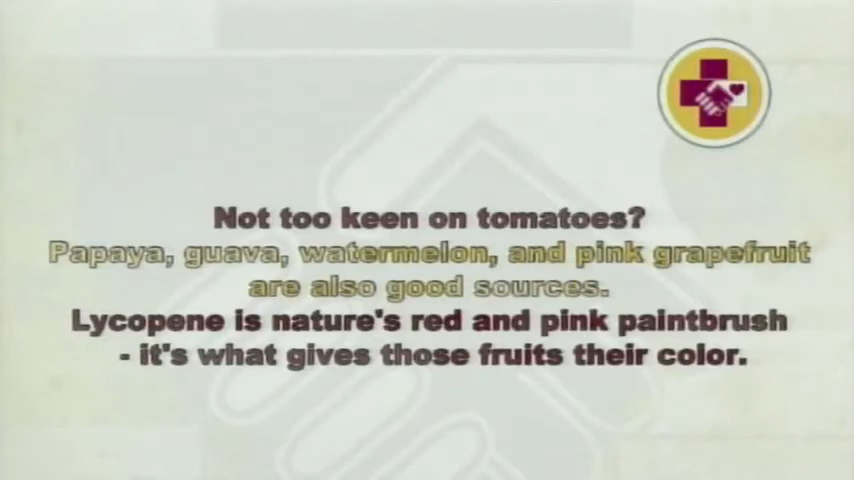 Not too keen on tomatoes?
Papaya, guava, watermelon, and pink grapefruit
are also good sources.
Lycopene is nature's red and pink paintbrush
- it's what gives those fruits their color.